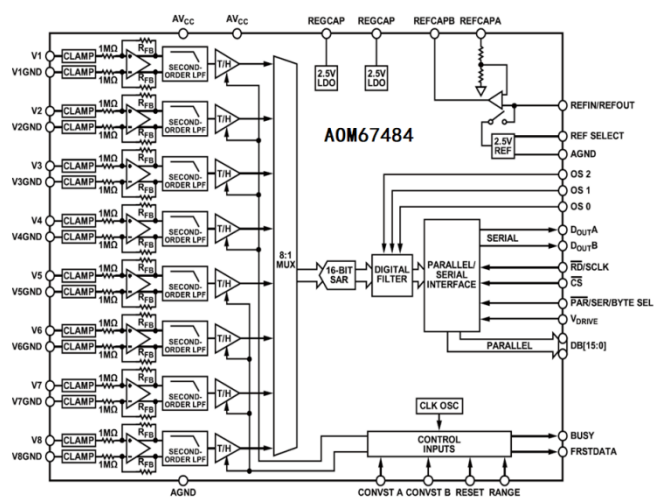 AVCC AVCC REGCAP REGCAP REFCAPB REFCAPA
V1 CLAMP 1MΩ RFB
V1GND CLAMP 1MΩ RFB SECOND-ORDER LPF T/H
2.5V LDO 2.5V LDO
REFIN/REFOUT
V2 CLAMP 1MΩ RFB
V2GND CLAMP 1MΩ RFB SECOND-ORDER LPF T/H
AOM67484
2.5V REF
REF SELECT
AGND
V3 CLAMP 1MΩ RFB
V3GND CLAMP 1MΩ RFB SECOND-ORDER LPF T/H
OS 2
OS 1
OS 0
V4 CLAMP 1MΩ RFB
V4GND CLAMP 1MΩ RFB SECOND-ORDER LPF T/H
8:1 MUX
16-BIT SAR
DIGITAL FILTER
PARALLEL/SERIAL INTERFACE
SERIAL
DOUTA
DOUTB
V5 CLAMP 1MΩ RFB
V5GND CLAMP 1MΩ RFB SECOND-ORDER LPF T/H
RD/SCLK
CS
PAR/SER/BYTE SEL
VDRIVE
V6 CLAMP 1MΩ RFB
V6GND CLAMP 1MΩ RFB SECOND-ORDER LPF T/H
PARALLEL
DB[15:0]
V7 CLAMP 1MΩ RFB
V7GND CLAMP 1MΩ RFB SECOND-ORDER LPF T/H
CLK OSC
V8 CLAMP 1MΩ RFB
V8GND CLAMP 1MΩ RFB SECOND-ORDER LPF T/H
CONTROL INPUTS
BUSY
FRSTDATA
AGND
CONVST A CONVST B RESET RANGE